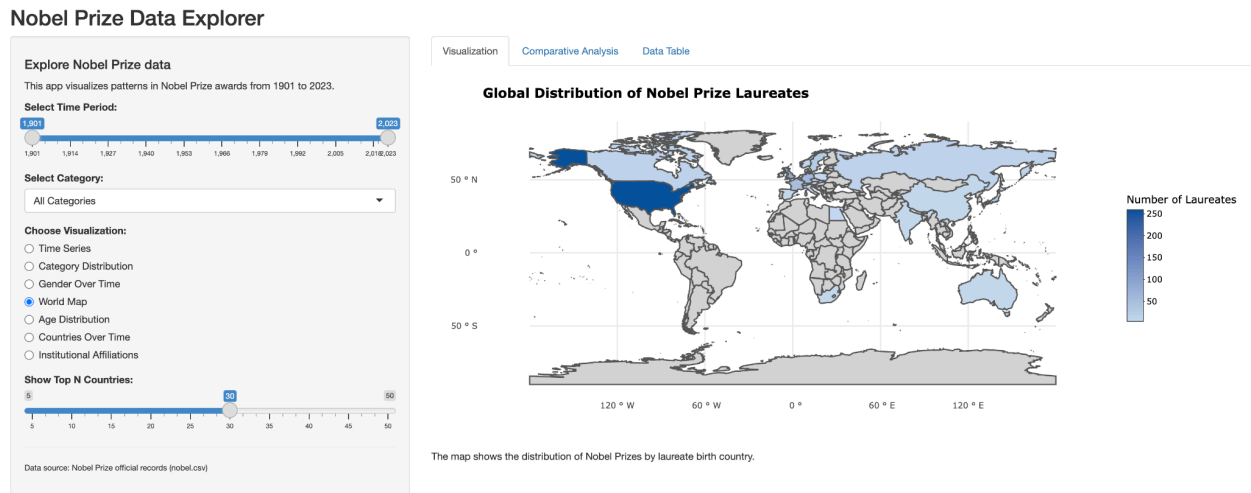 Nobel Prize Data Explorer
Explore Nobel Prize data
This app visualizes patterns in Nobel Prize awards from 1901 to 2023.
Select Time Period:
1,901 2,023
1,901 1,914 1,927 1,940 1,953 1,966 1,979 1,992 2,005 2,018 2,023
Select Category:
All Categories
Choose Visualization:
Time Series
Category Distribution
Gender Over Time
World Map
Age Distribution
Countries Over Time
Institutional Affiliations
Show Top N Countries:
5 30 50
5 10 15 20 25 30 35 40 45 50
Data source: Nobel Prize official records (nobel.csv)
Visualization Comparative Analysis Data Table
Global Distribution of Nobel Prize Laureates
50 ° N
0 °
50 ° S
120 ° W 60 ° W 0 ° 60 ° E 120 ° E
Number of Laureates
250
200
150
100
50
The map shows the distribution of Nobel Prizes by laureate birth country.